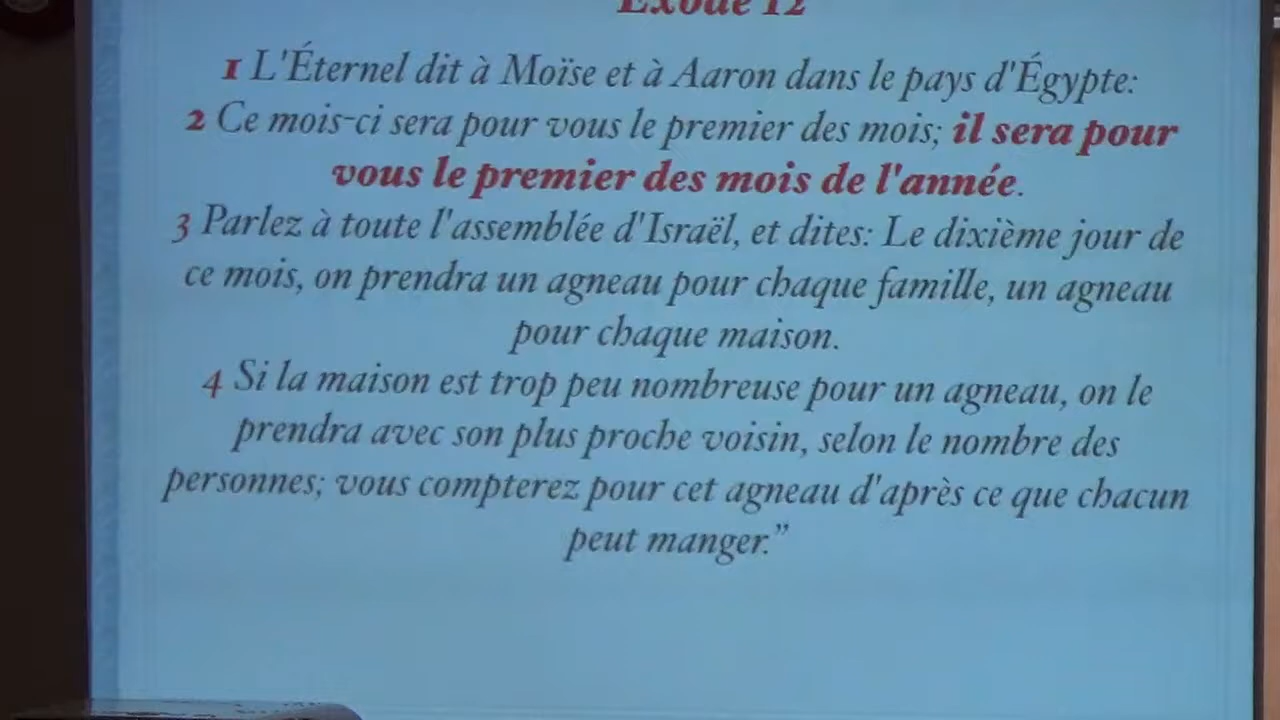 Exode 12
1 L'Éternel dit à Moïse et à Aaron dans le pays d'Égypte:
2 Ce mois-ci sera pour vous le premier des mois; il sera pour
vous le premier des mois de l'année.
3 Parlez à toute l'assemblée d'Israël, et dites: Le dixième jour de
ce mois, on prendra un agneau pour chaque famille, un agneau
pour chaque maison.
4 Si la maison est trop peu nombreuse pour un agneau, on le
prendra avec son plus proche voisin, selon le nombre des
personnes; vous compterez pour cet agneau d'après ce que chacun
peut manger.”